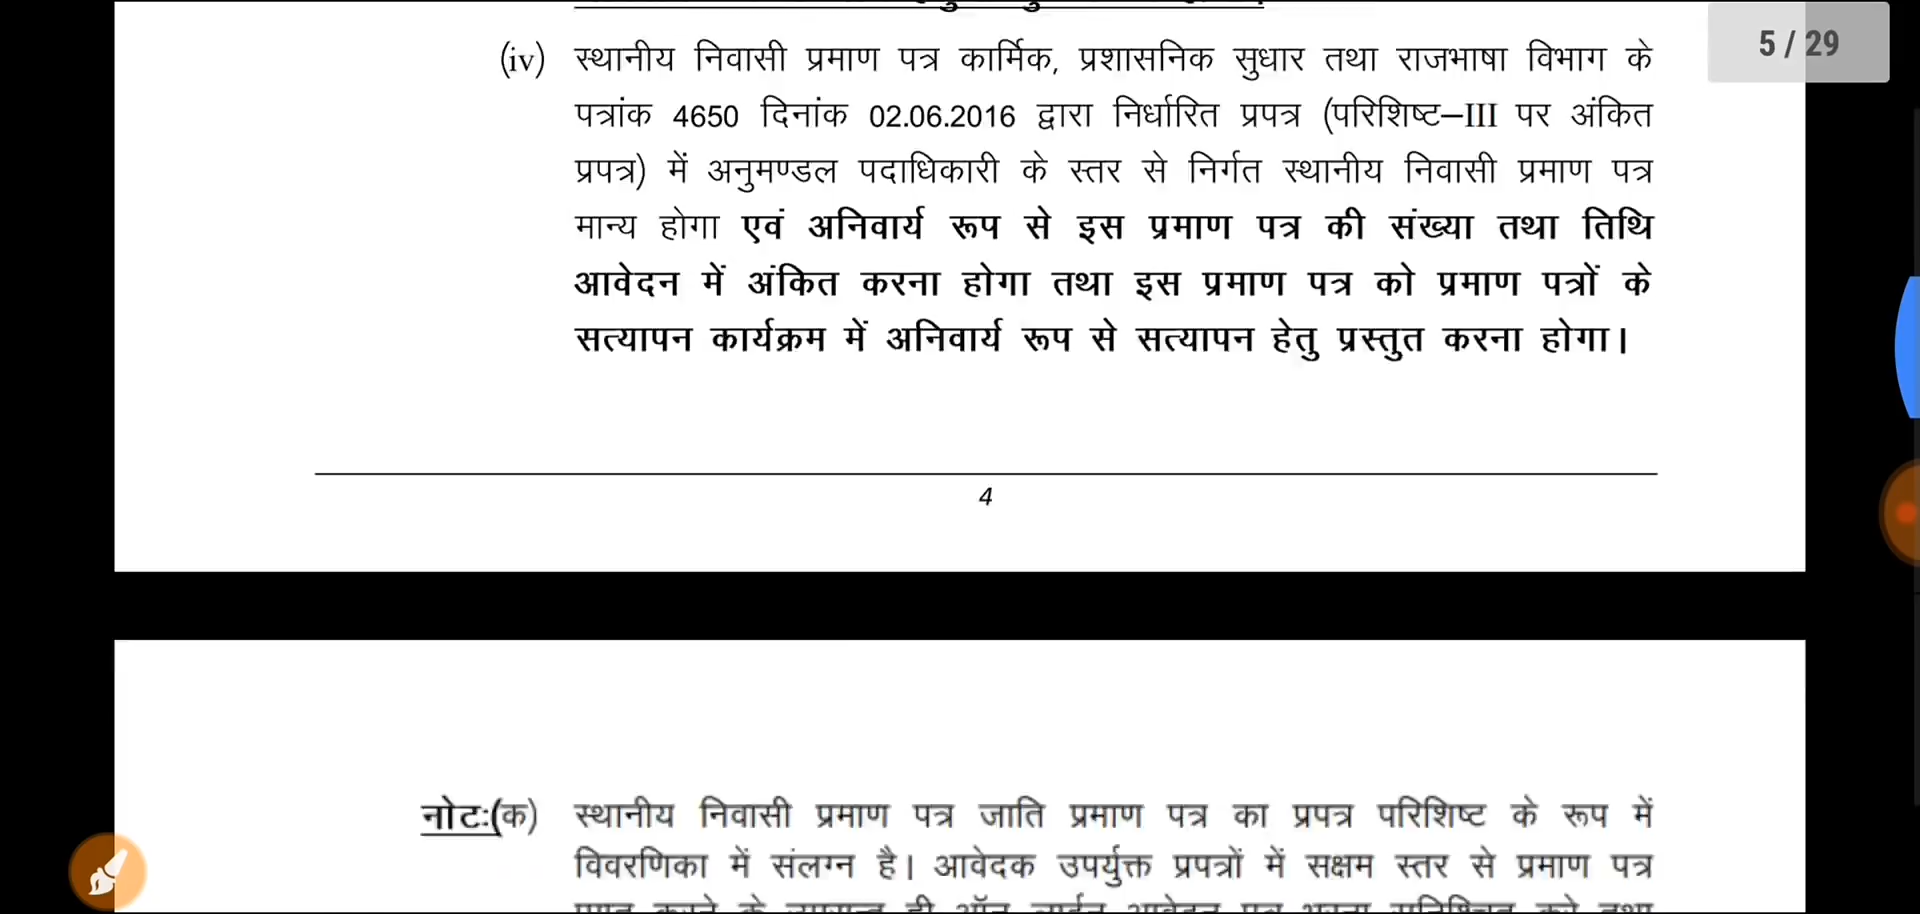 5 / 29
(iv) स्थानीय निवासी प्रमाण पत्र कार्मिक, प्रशासनिक सुधार तथा राजभाषा विभाग के
पत्रांक 4650 दिनांक 02.06.2016 द्वारा निर्धारित प्रपत्र (परिशिष्ट–III पर अंकित
प्रपत्र) में अनुमण्डल पदाधिकारी के स्तर से निर्गत स्थानीय निवासी प्रमाण पत्र
मान्य होगा एवं अनिवार्य रूप से इस प्रमाण पत्र की संख्या तथा तिथि
आवेदन में अंकित करना होगा तथा इस प्रमाण पत्र को प्रमाण पत्रों के
सत्यापन कार्यक्रम में अनिवार्य रूप से सत्यापन हेतु प्रस्तुत करना होगा।
4
नोटः(क) स्थानीय निवासी प्रमाण पत्र जाति प्रमाण पत्र का प्रपत्र परिशिष्ट के रूप में
विवरणिका में संलग्न है। आवेदक उपर्युक्त प्रपत्रों में सक्षम स्तर से प्रमाण पत्र